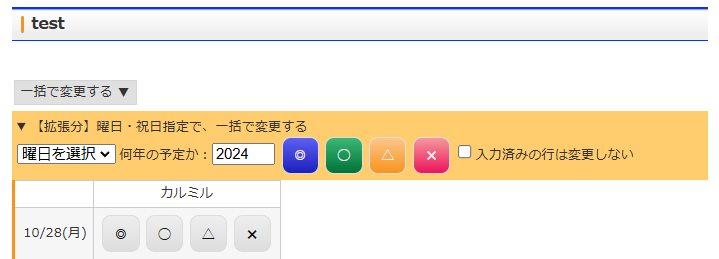 test
一括で変更する ▼
▼ 【拡張分】曜日・祝日指定で、一括で変更する
曜日を選択 何年の予定か：2024 ◎ ○ △ × 入力済みの行は変更しない
カルミル
10/28(月) ◎ ○ △ ×